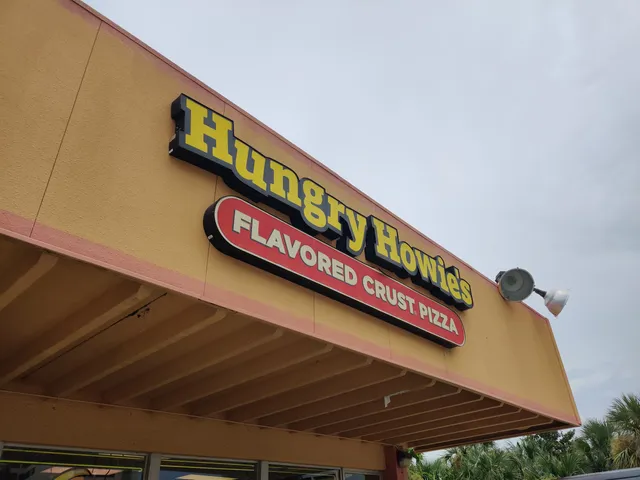 Hungry Howie's
FLAVORED CRUST PIZZA